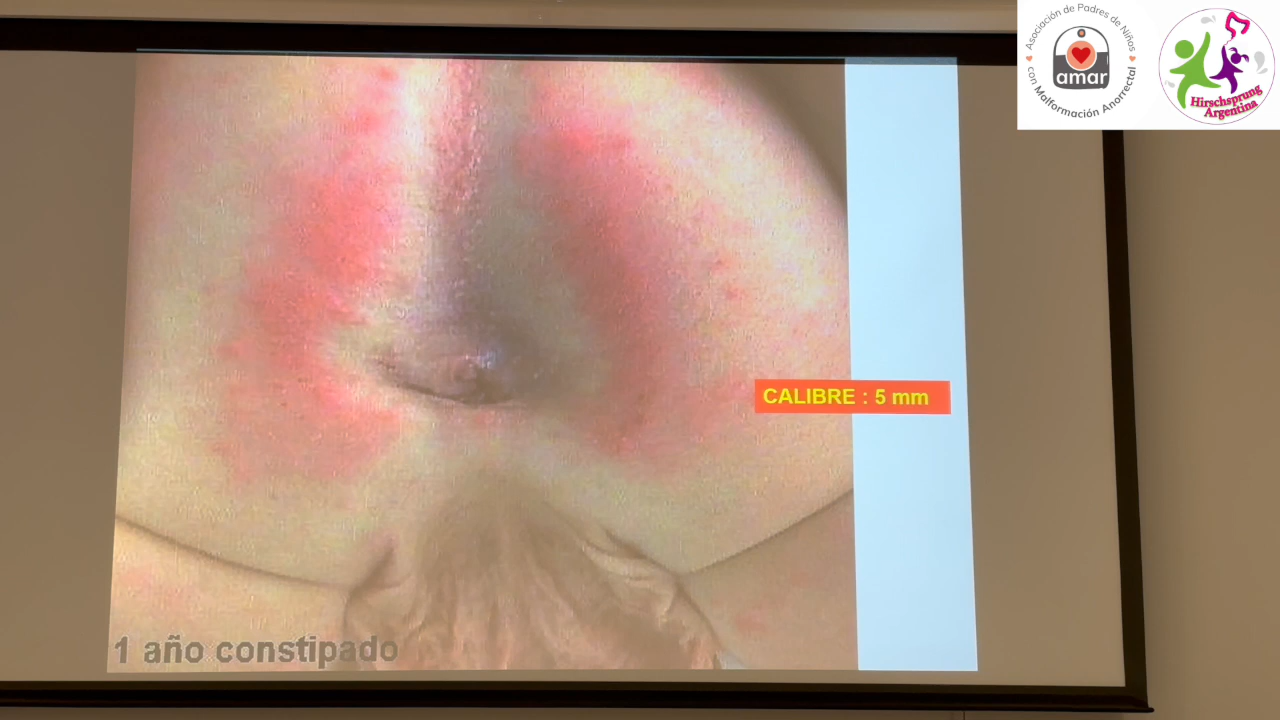 Asociación de Padres de Niños
con Malformación Anorrectal
amar
Hirschsprung
Argentina
CALIBRE : 5 mm
1 año constipado